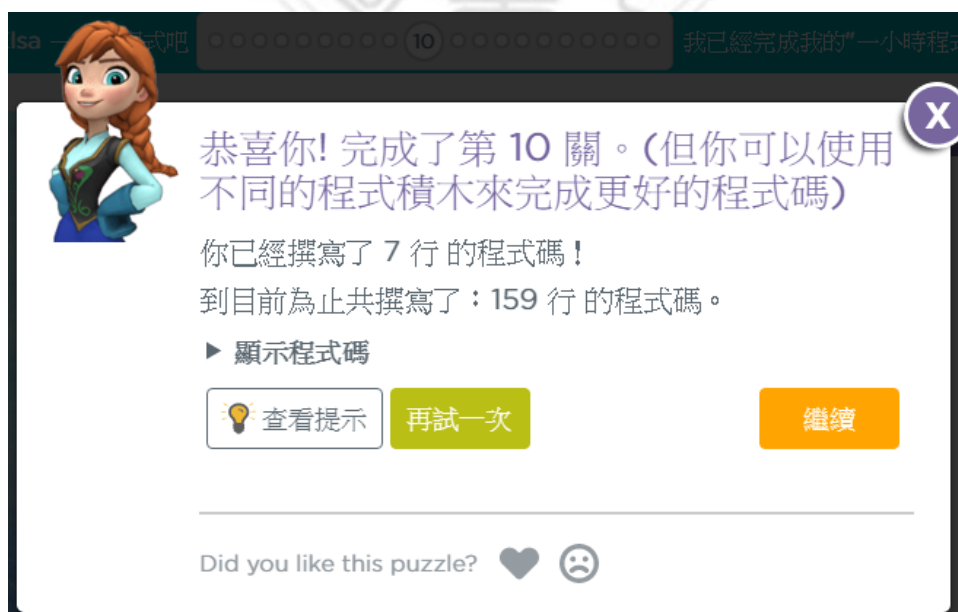 lsa 一 式吧
10
我已經完成我的"一小時程式
X
恭喜你! 完成了第 10 關。(但你可以使用
不同的程式積木來完成更好的程式碼)
你已經撰寫了 7 行 的程式碼！
到目前為止共撰寫了：159 行 的程式碼。
顯示程式碼
查看提示
再試一次
繼續
Did you like this puzzle?